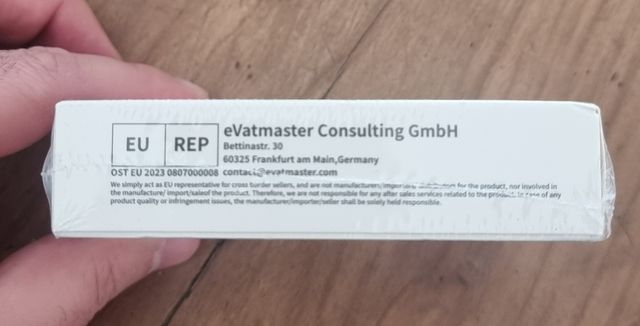 EU REP
eVatmaster Consulting GmbH
Bettinastr. 30
60325 Frankfurt am Main,Germany
OST EU 2023 0807000008 contact@evatmaster.com
We simply act as EU representative for cross border sellers, and are not manufacturers, importers, distributors for the product, nor involved in
the manufacture/ import/saleof the product. Therefore, we are not responsible for any after sales services related to the product. In case of any
product quality or infringement issues, the manufacturer/importer/seller shall be solely held responsible.